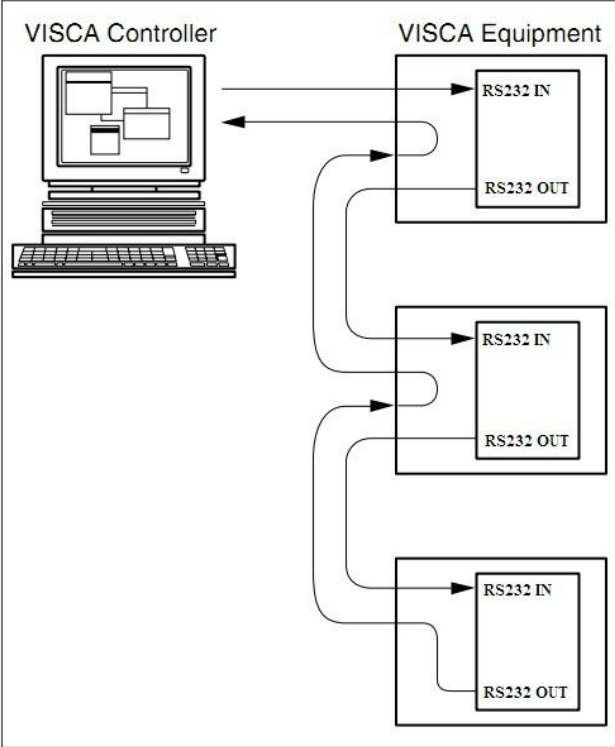 VISCA Controller
VISCA Equipment
RS232 IN
RS232 OUT
RS232 IN
RS232 OUT
RS232 IN
RS232 OUT